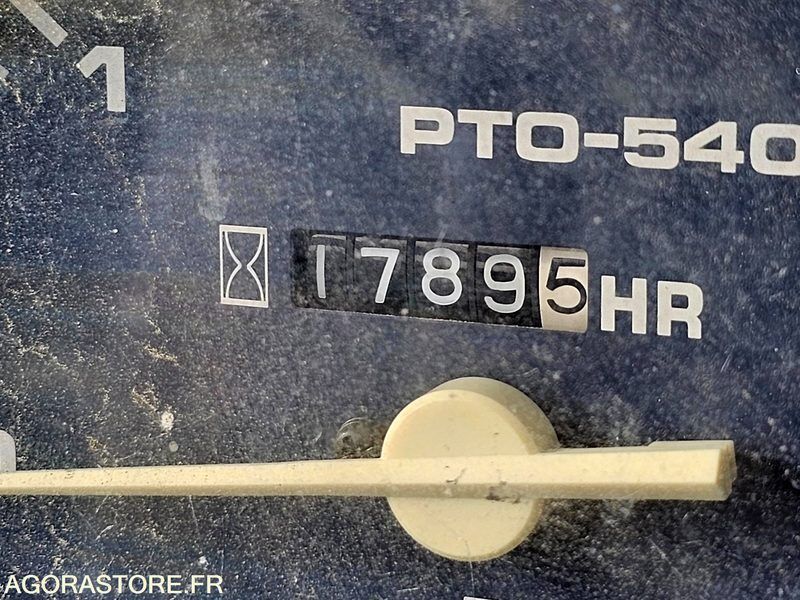 1
PTO-540
17895 HR
AGORASTORE.FR